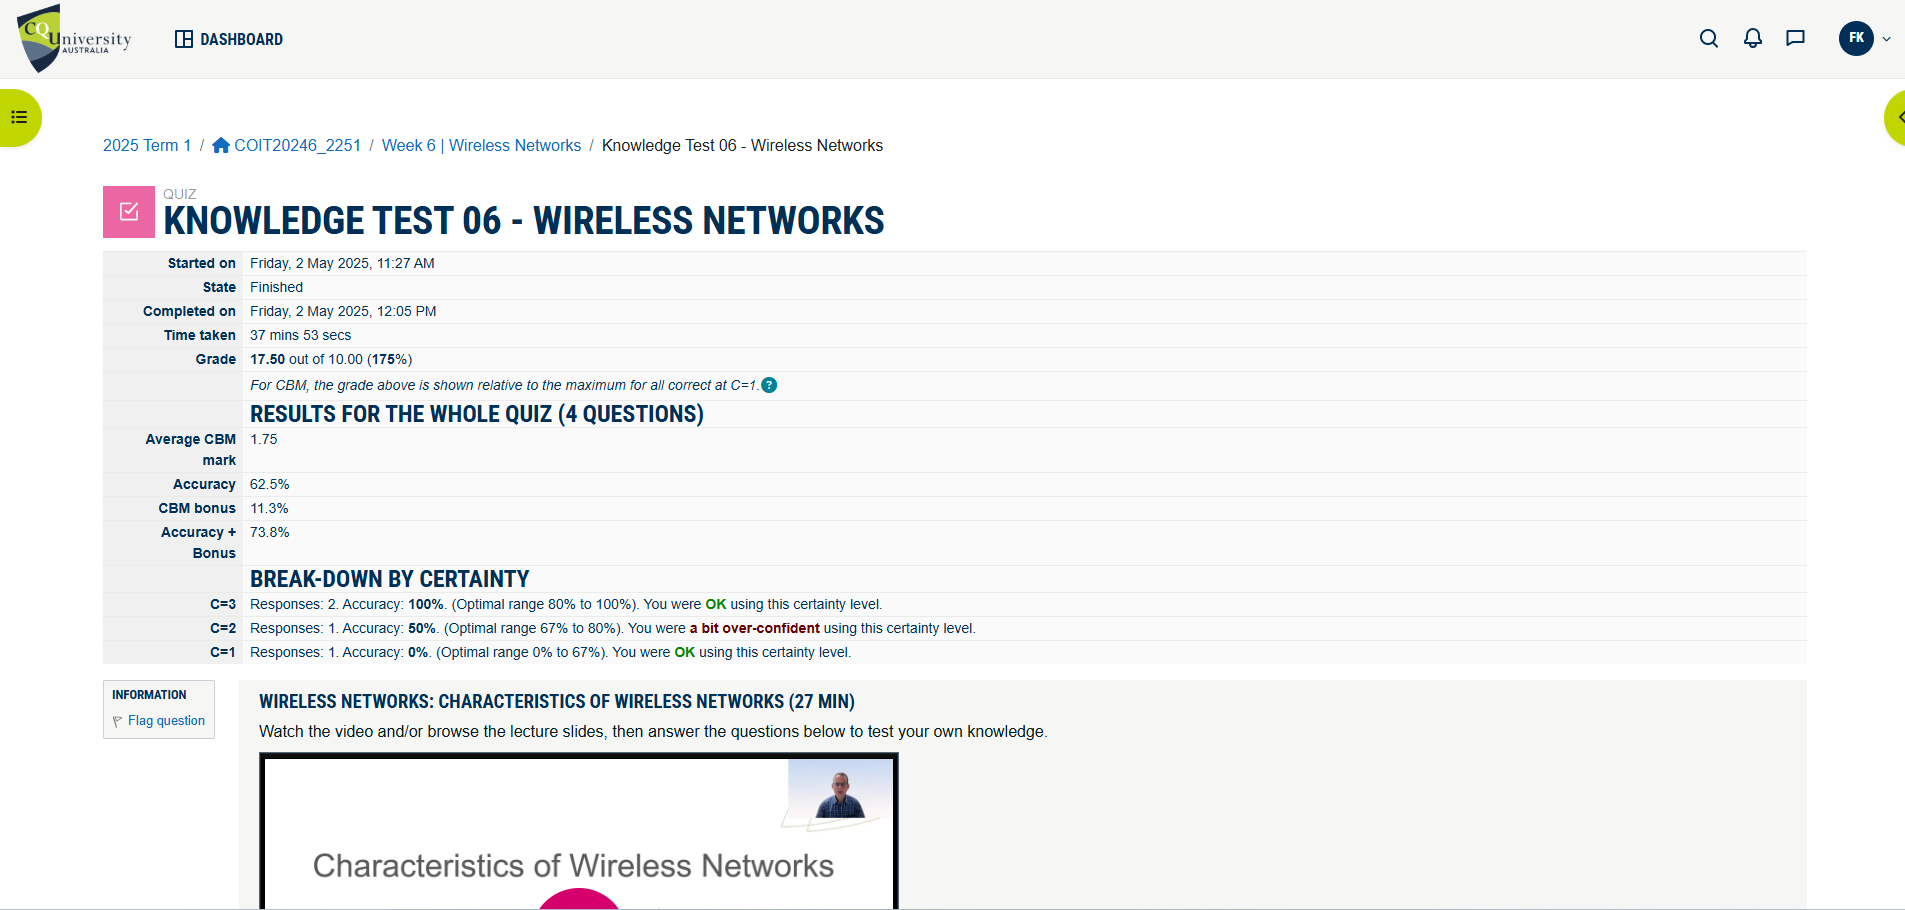 CQUniversity
AUSTRALIA
DASHBOARD
FK
2025 Term 1 / COIT20246_2251 / Week 6 | Wireless Networks / Knowledge Test 06 - Wireless Networks
QUIZ
KNOWLEDGE TEST 06 - WIRELESS NETWORKS
Started on Friday, 2 May 2025, 11:27 AM
State Finished
Completed on Friday, 2 May 2025, 12:05 PM
Time taken 37 mins 53 secs
Grade 17.50 out of 10.00 (175%)
For CBM, the grade above is shown relative to the maximum for all correct at C=1. ?
RESULTS FOR THE WHOLE QUIZ (4 QUESTIONS)
Average CBM 1.75
mark
Accuracy 62.5%
CBM bonus 11.3%
Accuracy + 73.8%
Bonus
BREAK-DOWN BY CERTAINTY
C=3 Responses: 2. Accuracy: 100%. (Optimal range 80% to 100%). You were OK using this certainty level.
C=2 Responses: 1. Accuracy: 50%. (Optimal range 67% to 80%). You were a bit over-confident using this certainty level.
C=1 Responses: 1. Accuracy: 0%. (Optimal range 0% to 67%). You were OK using this certainty level.
INFORMATION
Flag question
WIRELESS NETWORKS: CHARACTERISTICS OF WIRELESS NETWORKS (27 MIN)
Watch the video and/or browse the lecture slides, then answer the questions below to test your own knowledge.
Characteristics of Wireless Networks